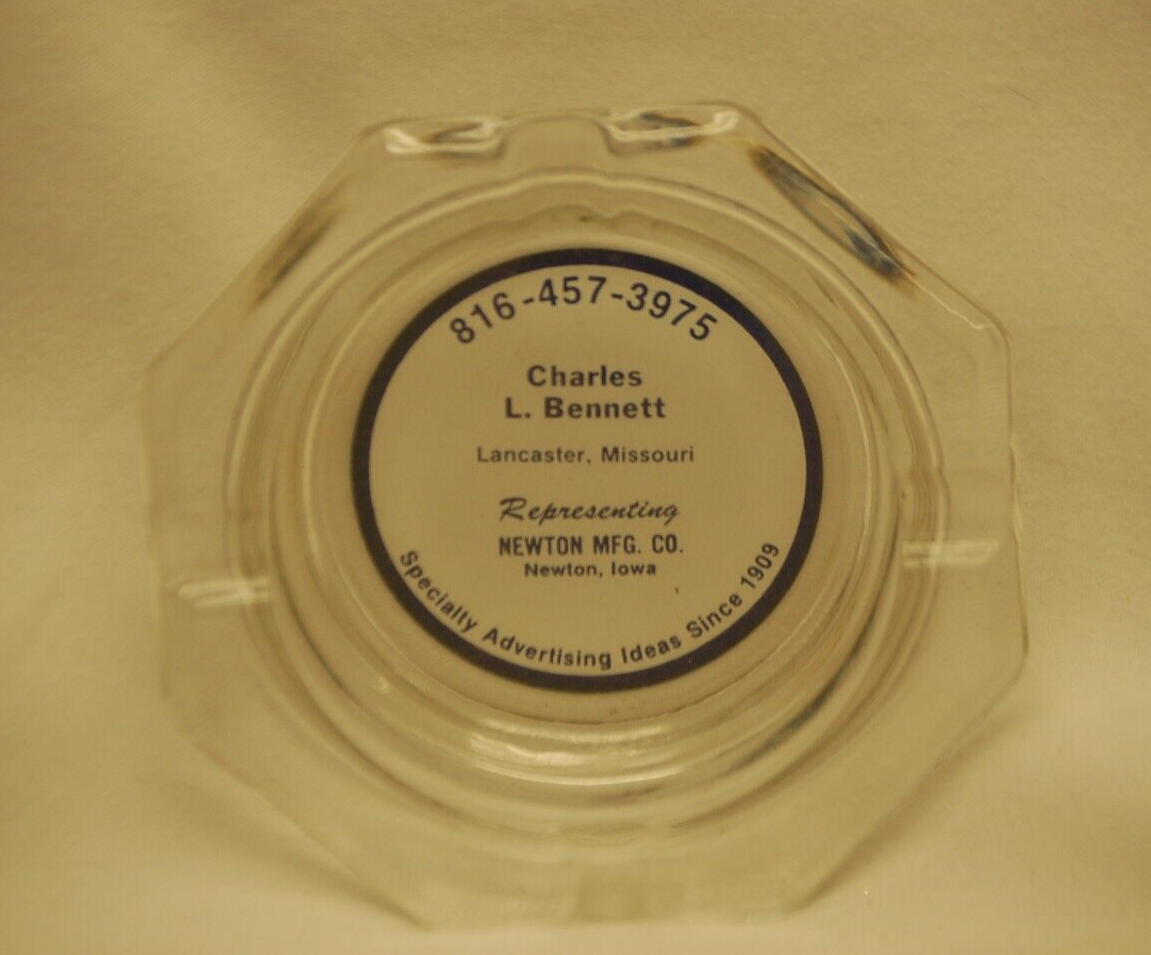 816-457-3975
Charles
L. Bennett
Lancaster, Missouri
Representing
NEWTON MFG. CO.
Newton, Iowa
Specialty Advertising Ideas Since 1909